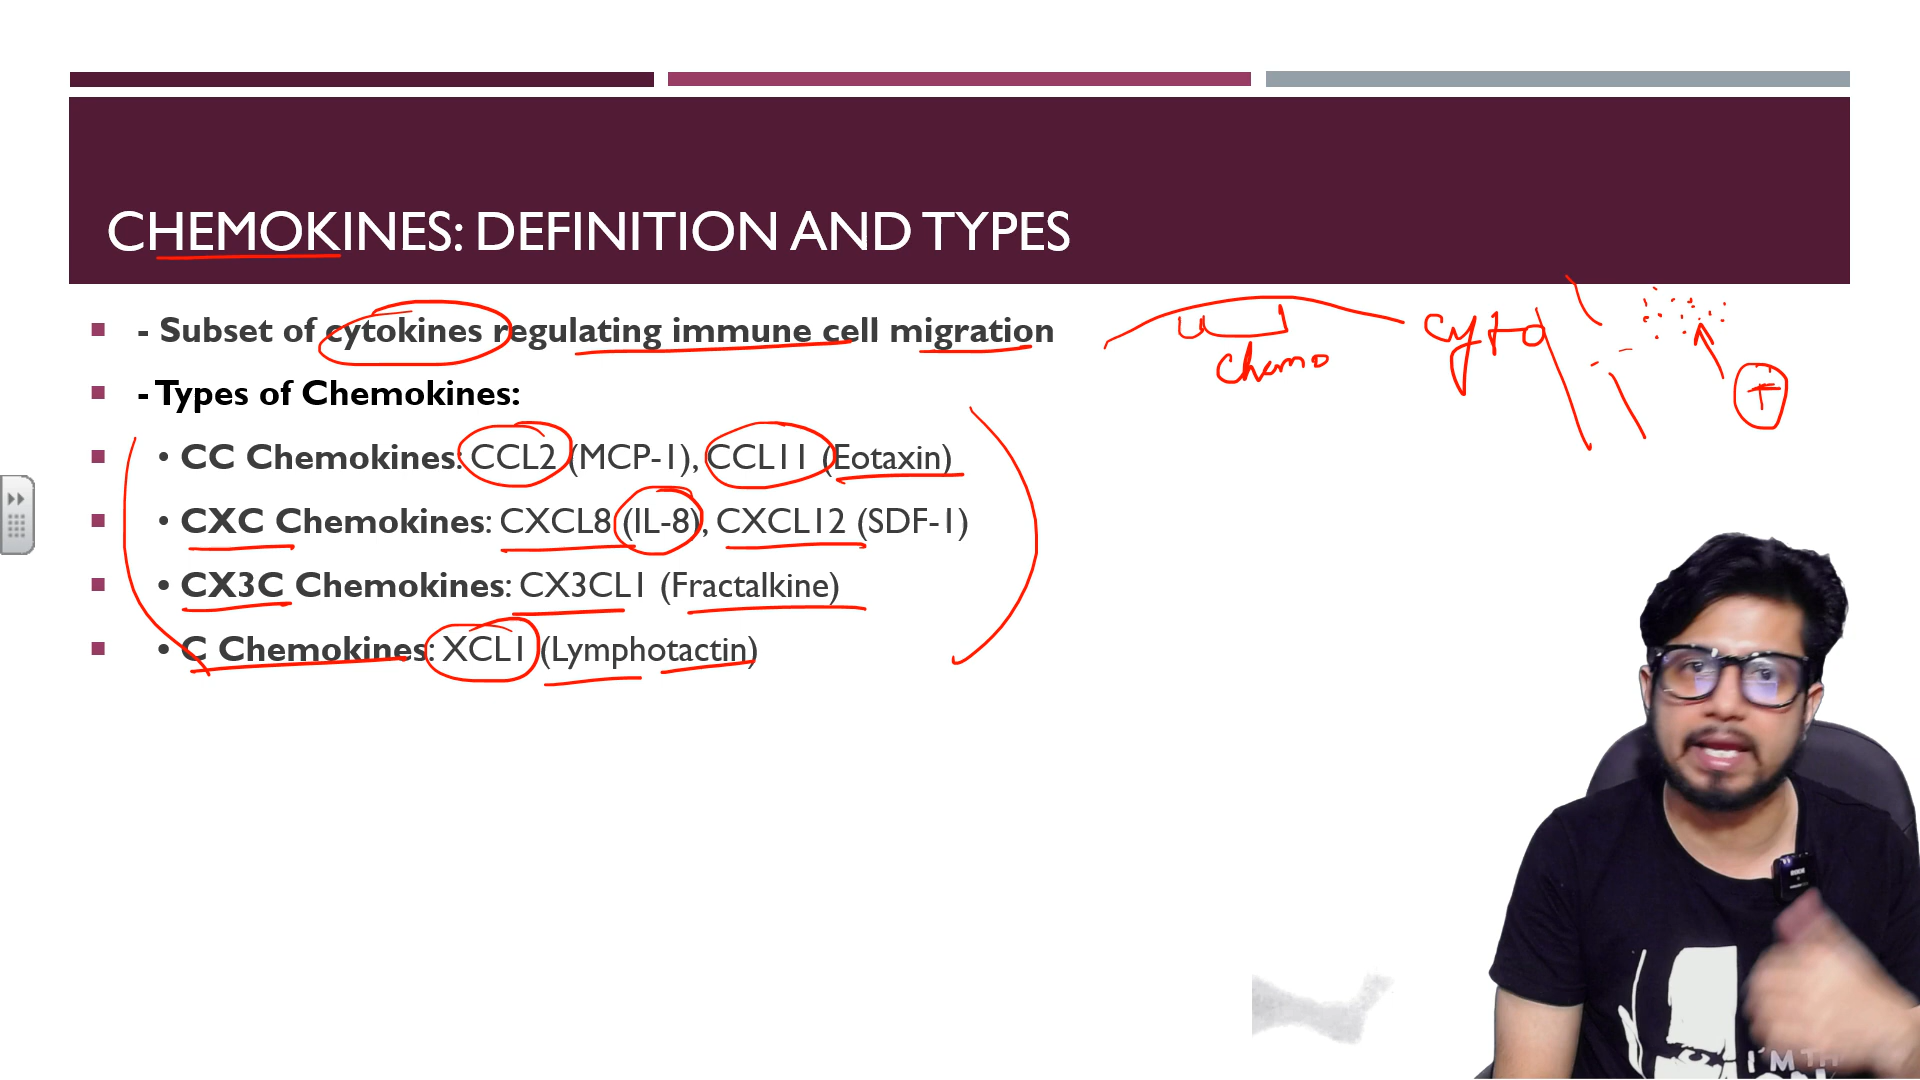 CHEMOKINES: DEFINITION AND TYPES
- Subset of cytokines regulating immune cell migration
- Types of Chemokines:
• CC Chemokines: CCL2 (MCP-1), CCL11 (Eotaxin)
• CXC Chemokines: CXCL8 (IL-8), CXCL12 (SDF-1)
• CX3C Chemokines: CX3CL1 (Fractalkine)
• C Chemokines: XCL1 (Lymphotactin)
Chemo
cyto
T
I'M TH